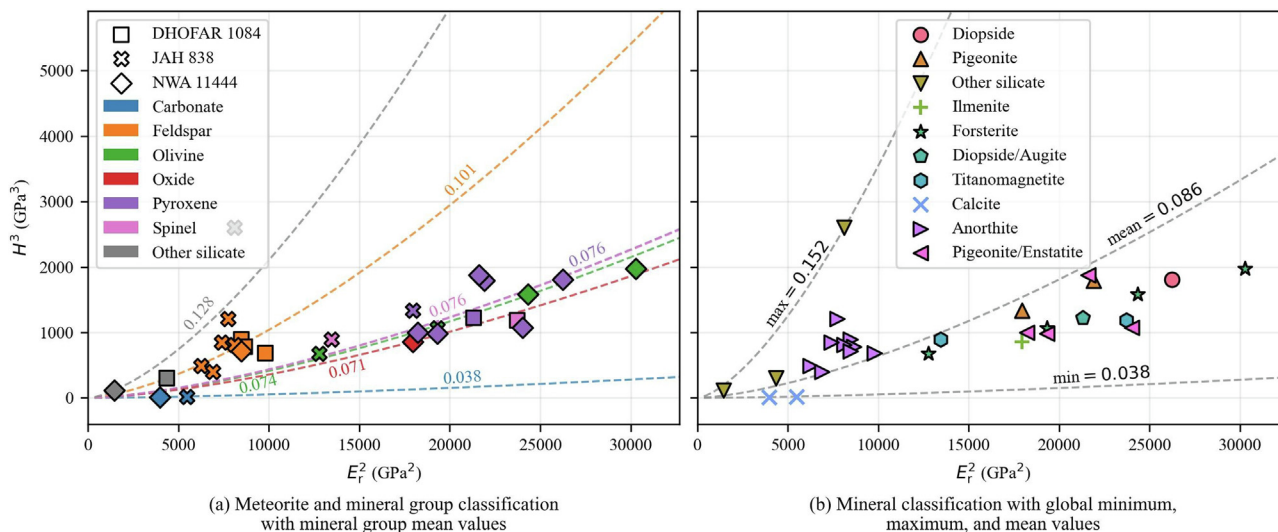 DHOFAR 1084
JAH 838
NWA 11444
Carbonate
Feldspar
Olivine
Oxide
Pyroxene
Spinel
Other silicate
0.128
0.101
0.076
0.076
0.074
0.071
0.038
5000
4000
3000
2000
1000
0
H³ (GPa³)
0
5000
10000
15000
20000
25000
30000
E_r² (GPa²)
(a) Meteorite and mineral group classification
with mineral group mean values
Diopside
Pigeonite
Other silicate
Ilmenite
Forsterite
Diopside/Augite
Titanomagnetite
Calcite
Anorthite
Pigeonite/Enstatite
max = 0.152
mean = 0.086
min = 0.038
0
5000
10000
15000
20000
25000
30000
E_r² (GPa²)
(b) Mineral classification with global minimum,
maximum, and mean values